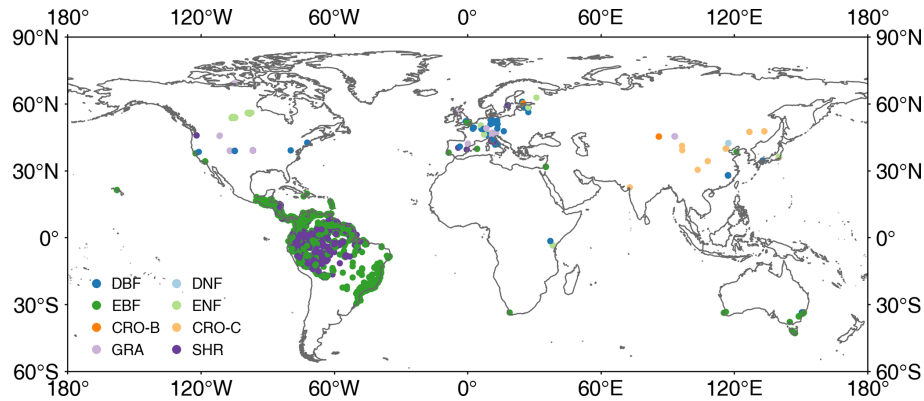 180° 120°W 60°W 0° 60°E 120°E 180°
90°N 90°N
60°N 60°N
30°N 30°N
0° 0°
DBF DNF
EBF ENF
30°S 30°S
CRO-B CRO-C
GRA SHR
60°S 60°S
180° 120°W 60°W 0° 60°E 120°E 180°